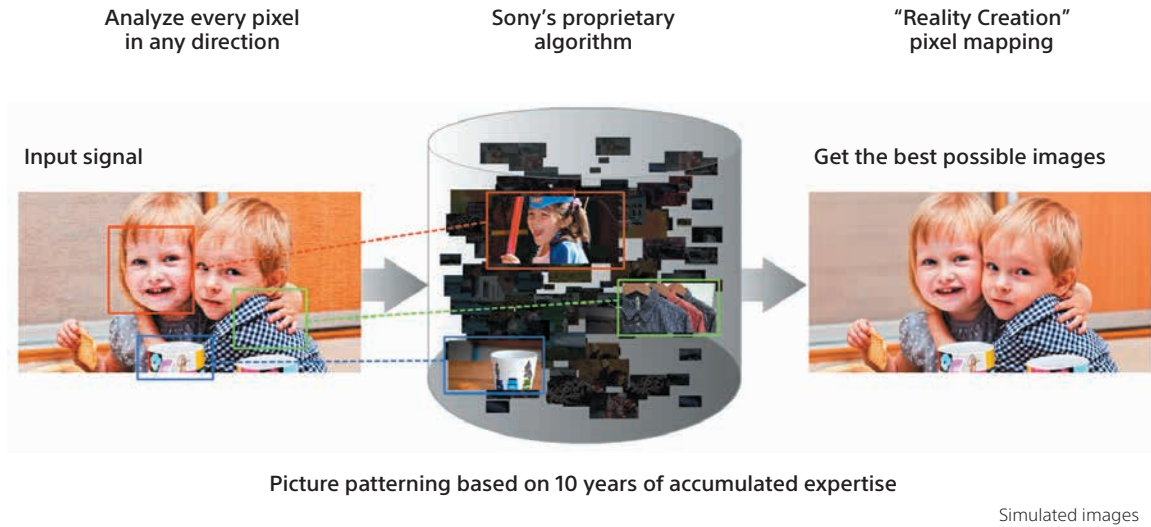 Analyze every pixel
in any direction
Sony’s proprietary
algorithm
“Reality Creation”
pixel mapping
Input signal
Get the best possible images
Picture patterning based on 10 years of accumulated expertise
Simulated images